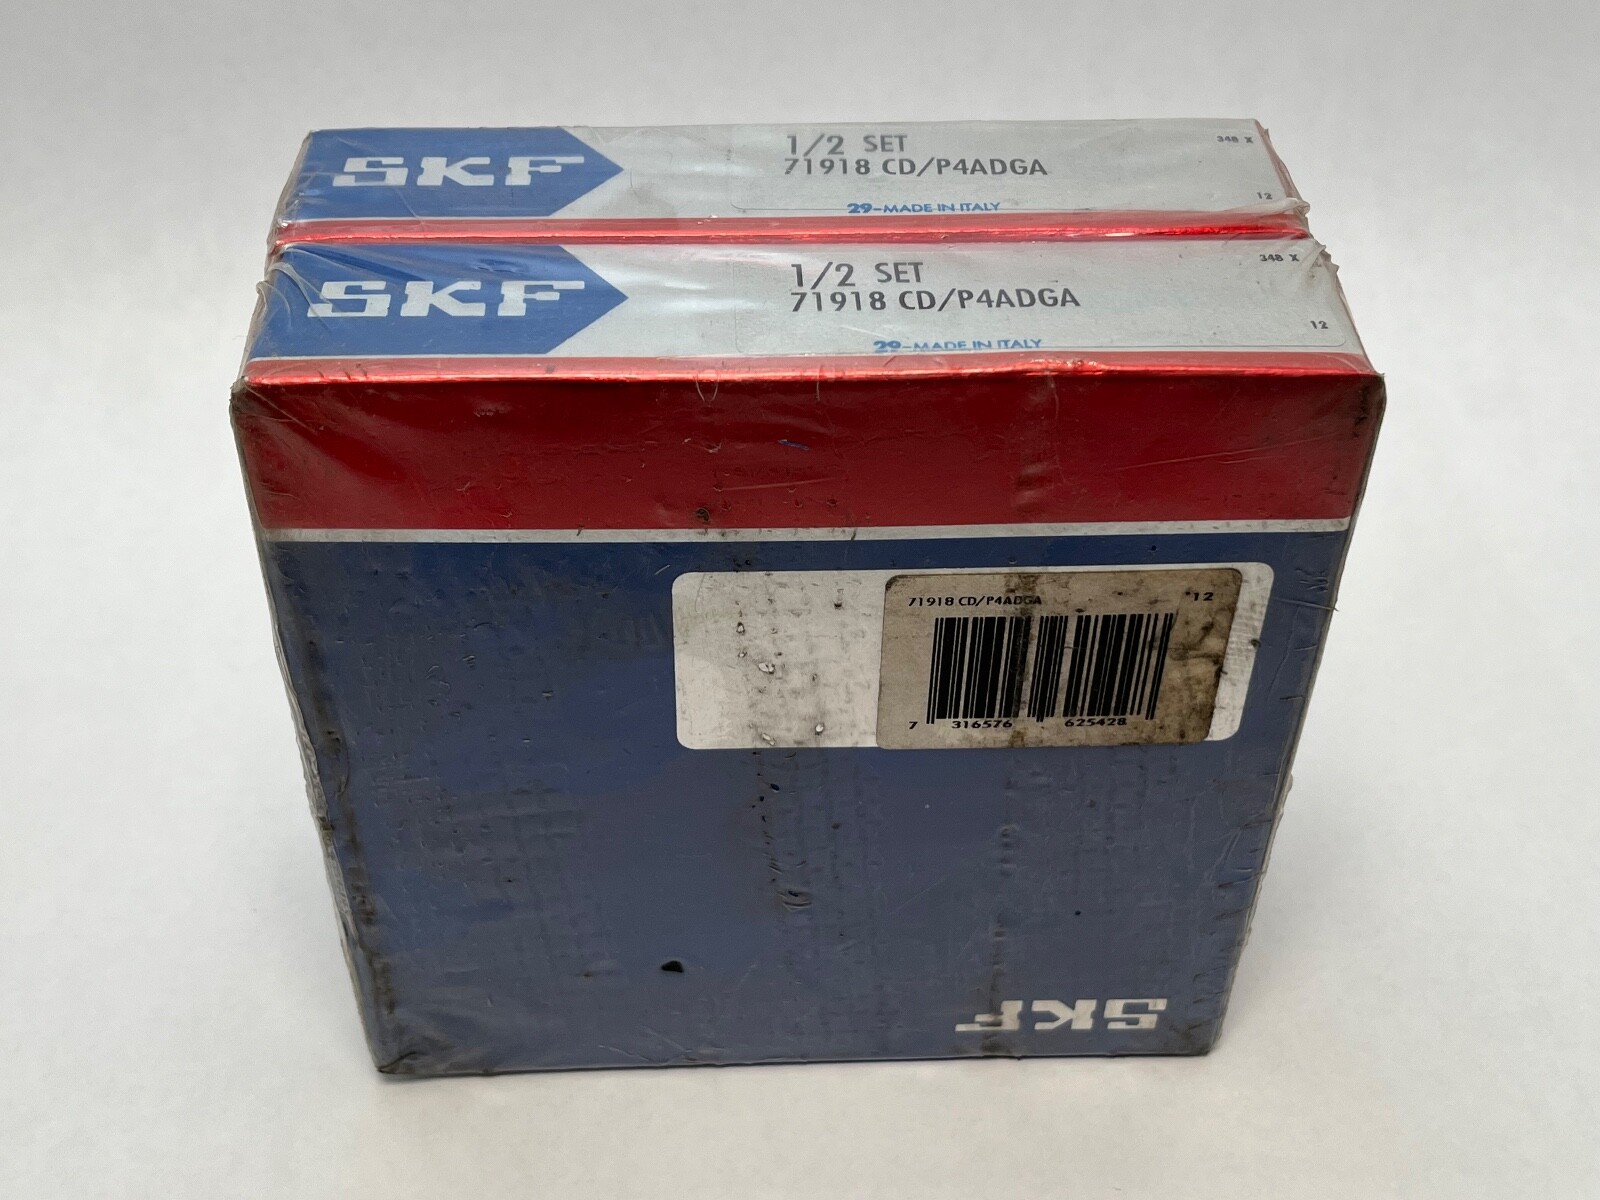 SKF
1/2 SET
71918 CD/P4ADGA
29-MADE IN ITALY
348 X
12
SKF
1/2 SET
71918 CD/P4ADGA
29-MADE IN ITALY
348 X
12
71918 CD/P4ADGA 12
7 316576 625428
SKF